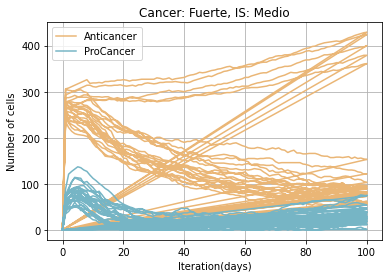 Cancer: Fuerte, IS: Medio
Anticancer
ProCancer
Number of cells
400
300
200
100
0
0 20 40 60 80 100
Iteration(days)